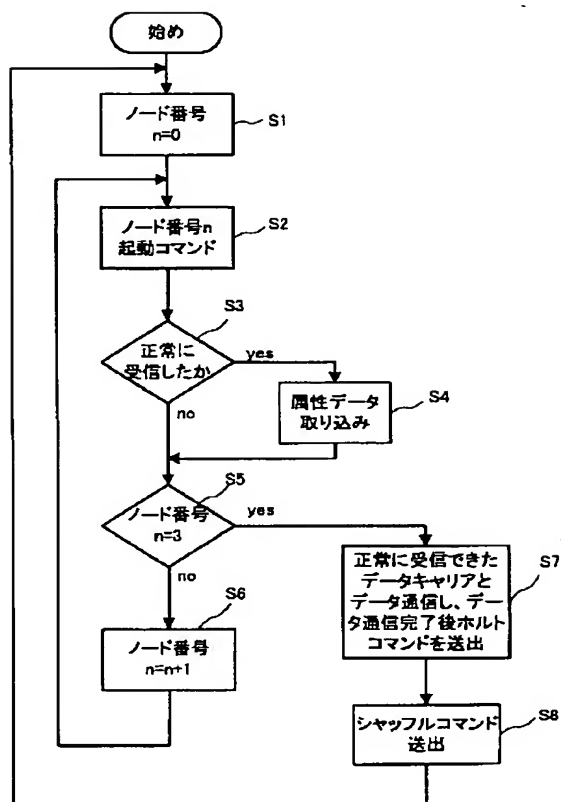 始め
ノード番号
n=0
S1
ノード番号n
起動コマンド
S2
S3
正常に
受信したか
yes
no
属性データ
取り込み
S4
S5
ノード番号
n=3
yes
no
S6
ノード番号
n=n+1
正常に受信できた
データキャリアと
データ通信し、デー
タ通信完了後ホルト
コマンドを送出
S7
シャッフルコマンド
送出
S8